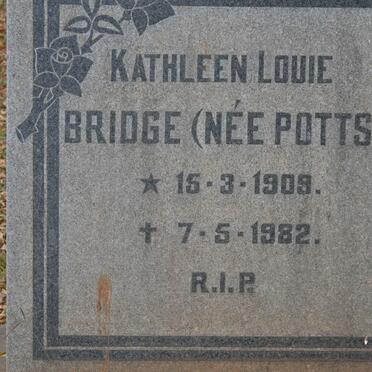 KATHLEEN LOUIE
BRIDGE (NÉE POTTS
★ 15·3·1909.
✝ 7·5·1982.
R.I.P.